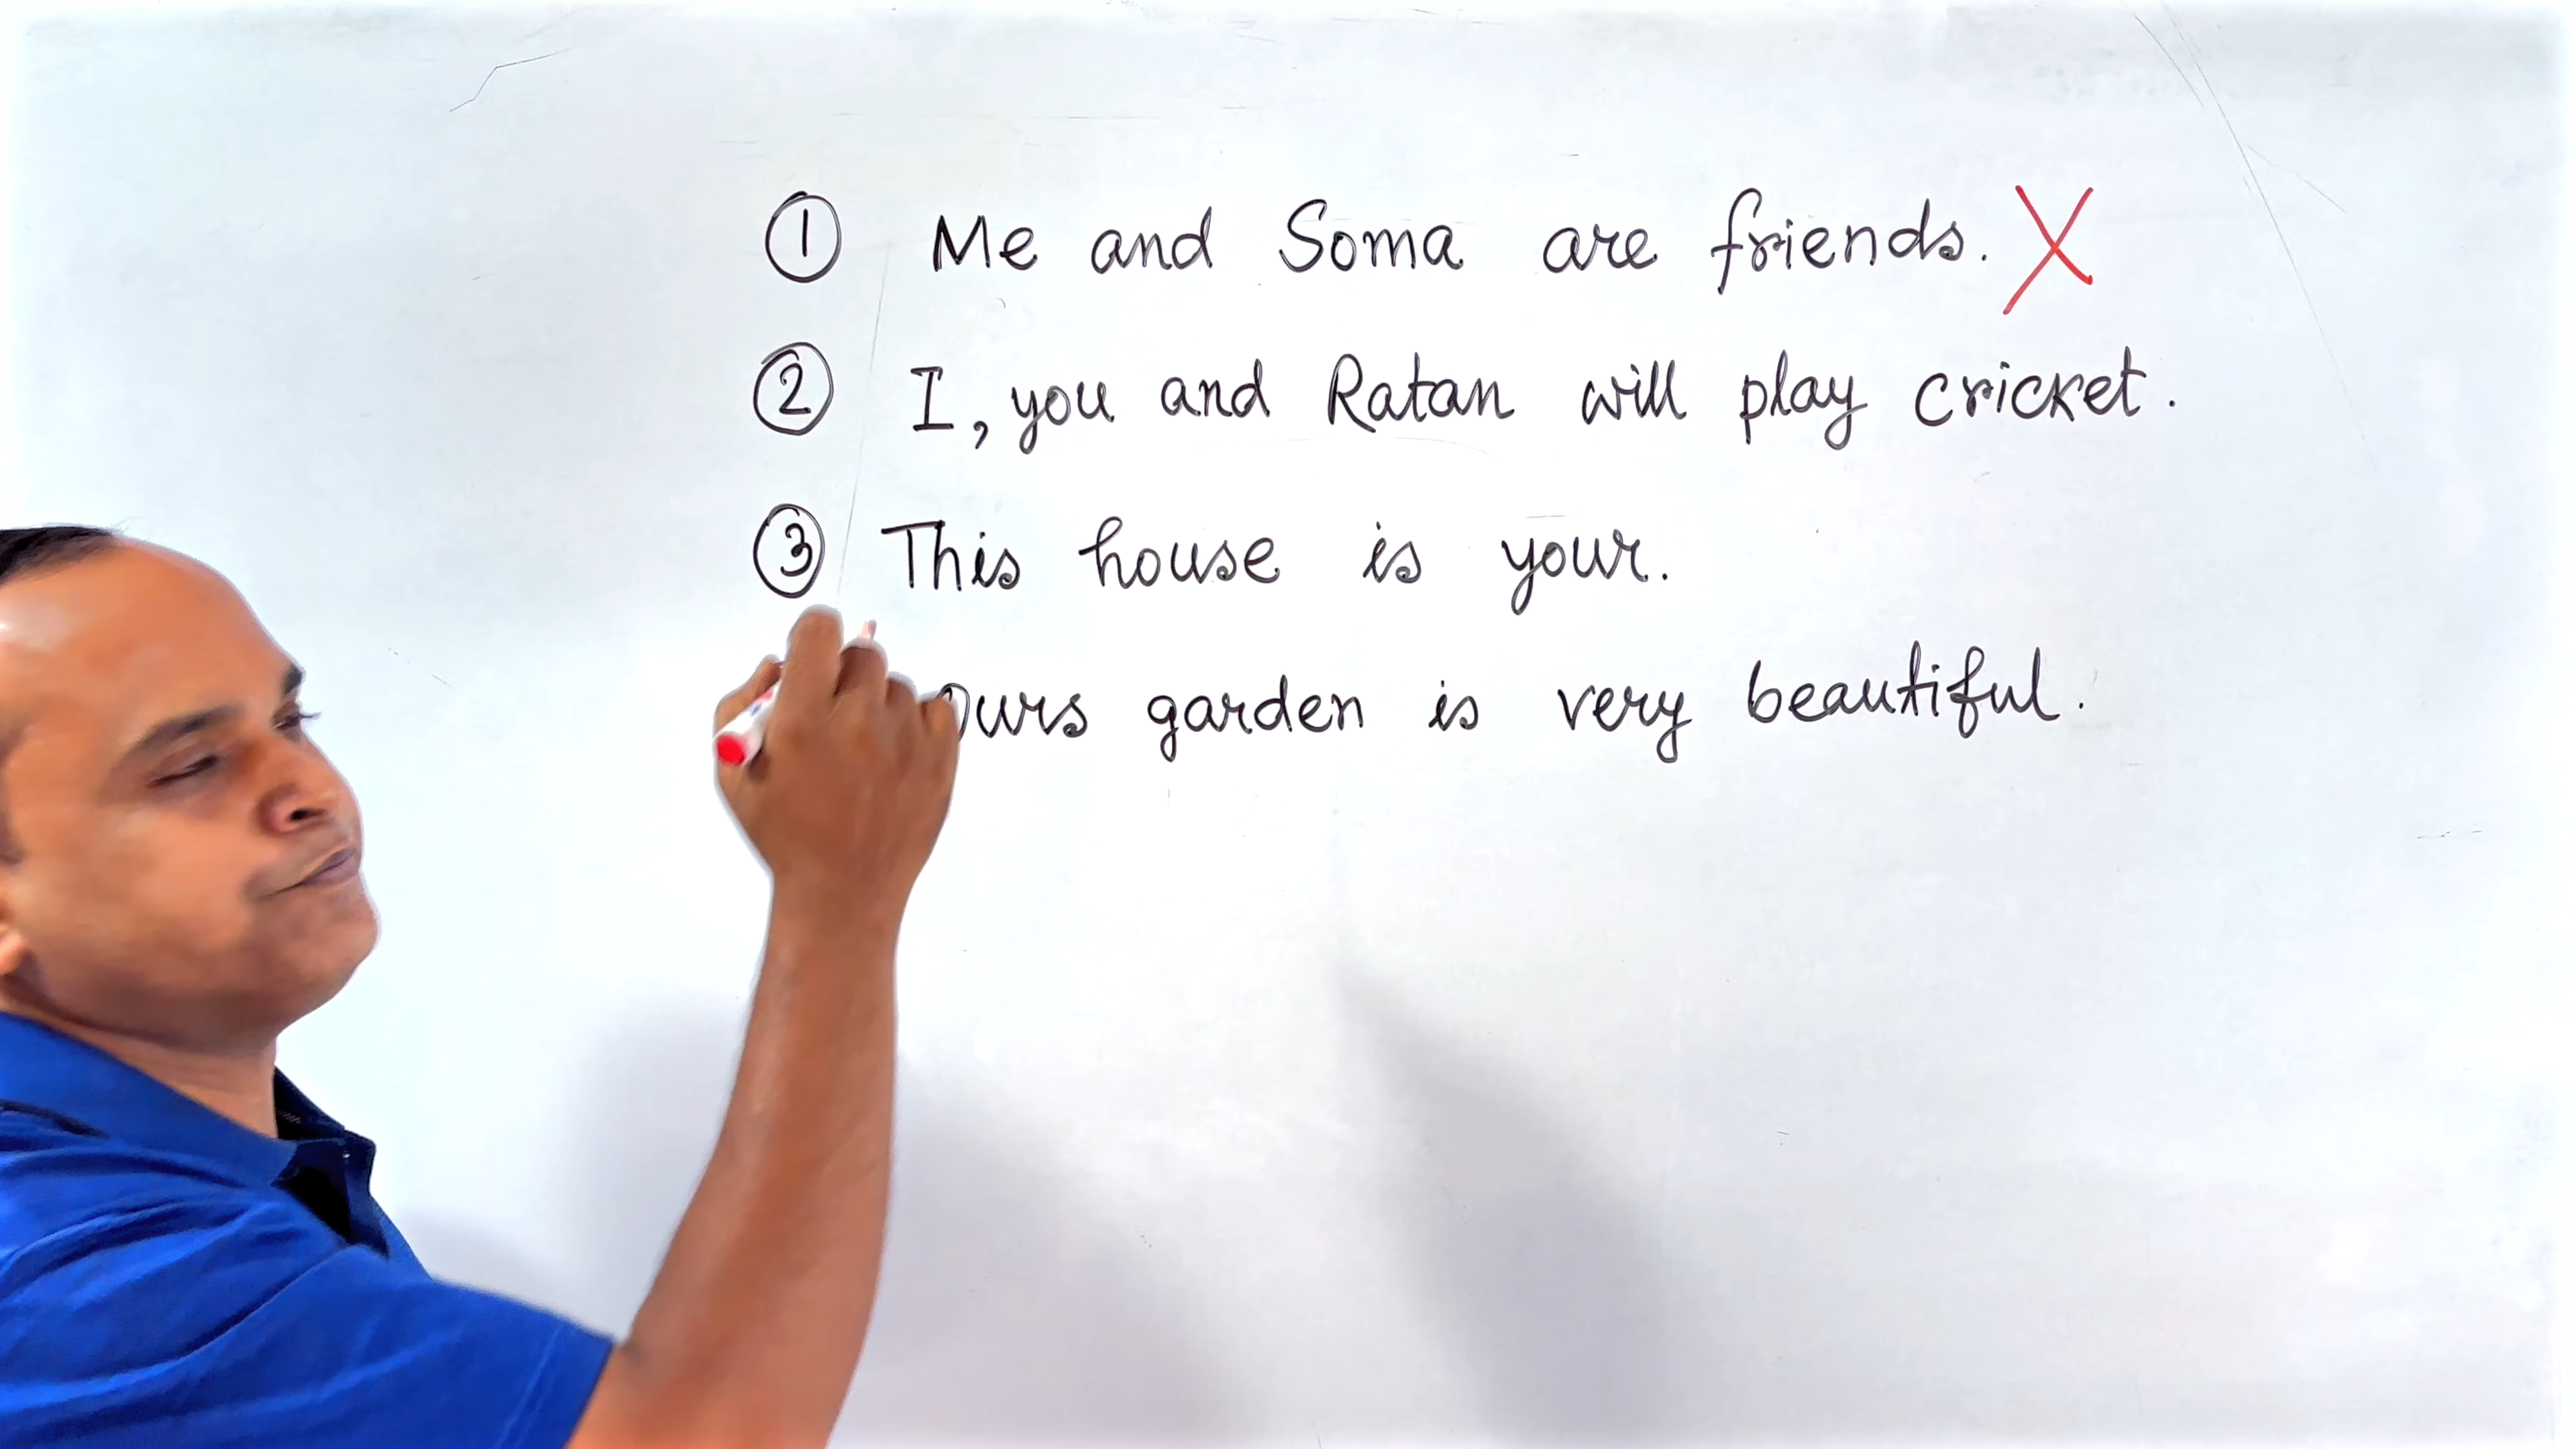 1 Me and Soma are friends. X
2 I, you and Ratan will play cricket.
3 This house is your.
ours garden is very beautiful.